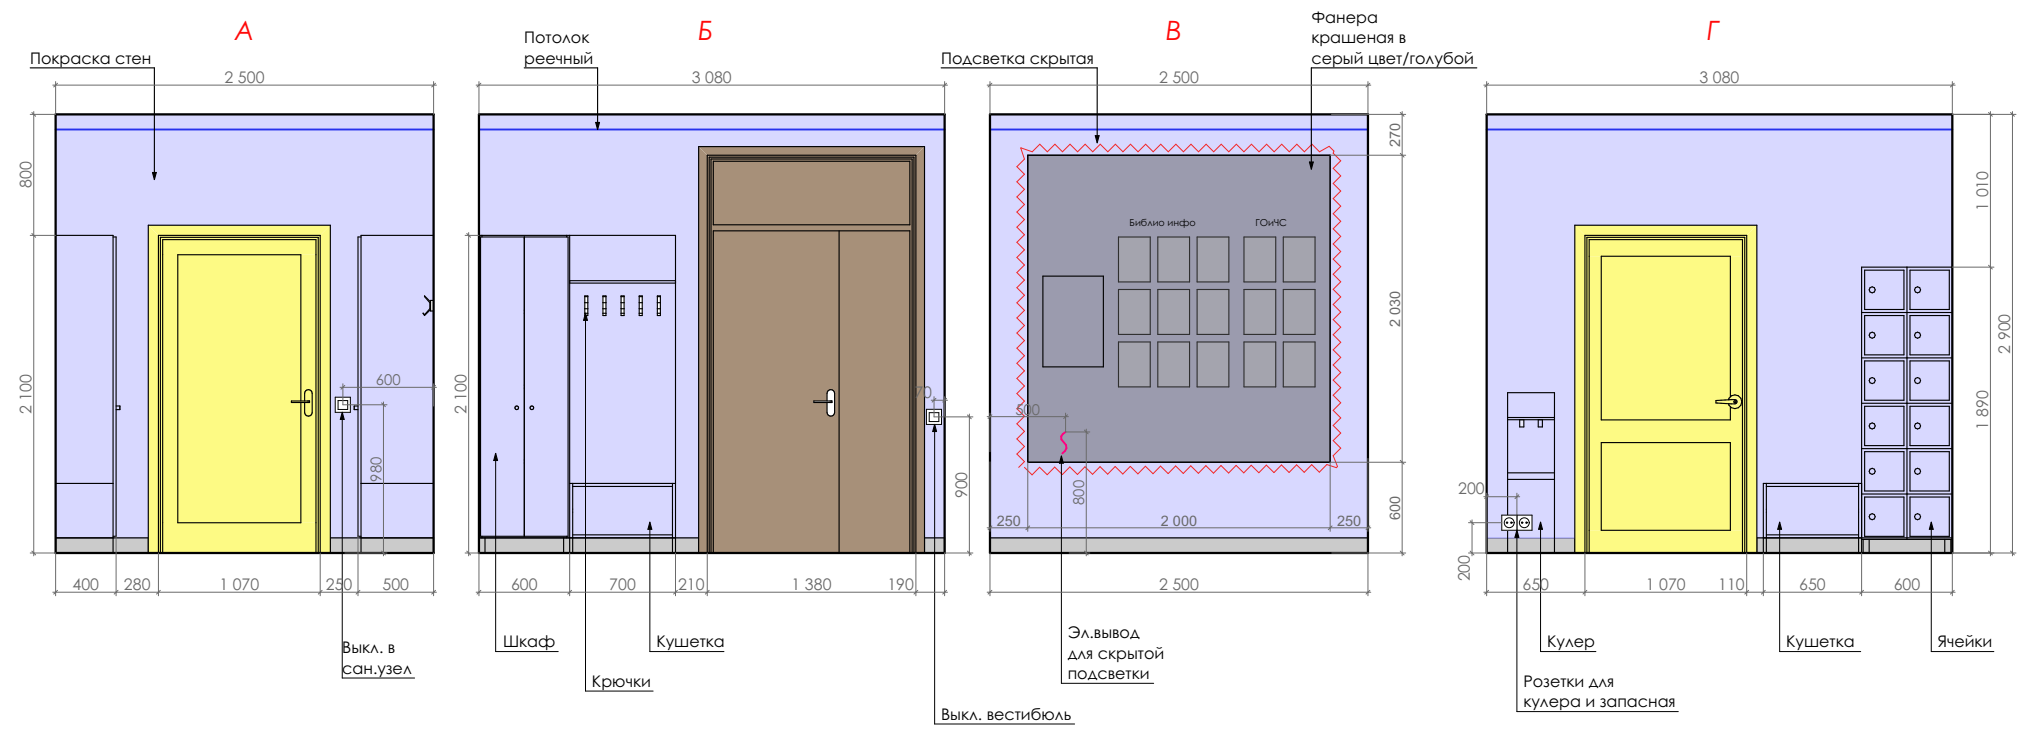 А
Покраска стен
2 500
800
2 100
600
980
400
280
1 070
250
500
Выкл. в
сан.узел
Б
Потолок
реечный
3 080
2 100
70
900
600
700
210
1 380
190
Шкаф
Крючки
Кушетка
Выкл. вестибюль
В
Подсветка скрытая
Фанера
крашеная в
серый цвет/голубой
2 500
270
2 030
600
Библио инфо
ГОиЧС
500
800
250
2 000
250
2 500
Эл.вывод
для скрытой
подсветки
Г
3 080
1 010
1 890
2 900
200
200
650
1 070
110
650
600
Кулер
Розетки для
кулера и запасная
Кушетка
Ячейки